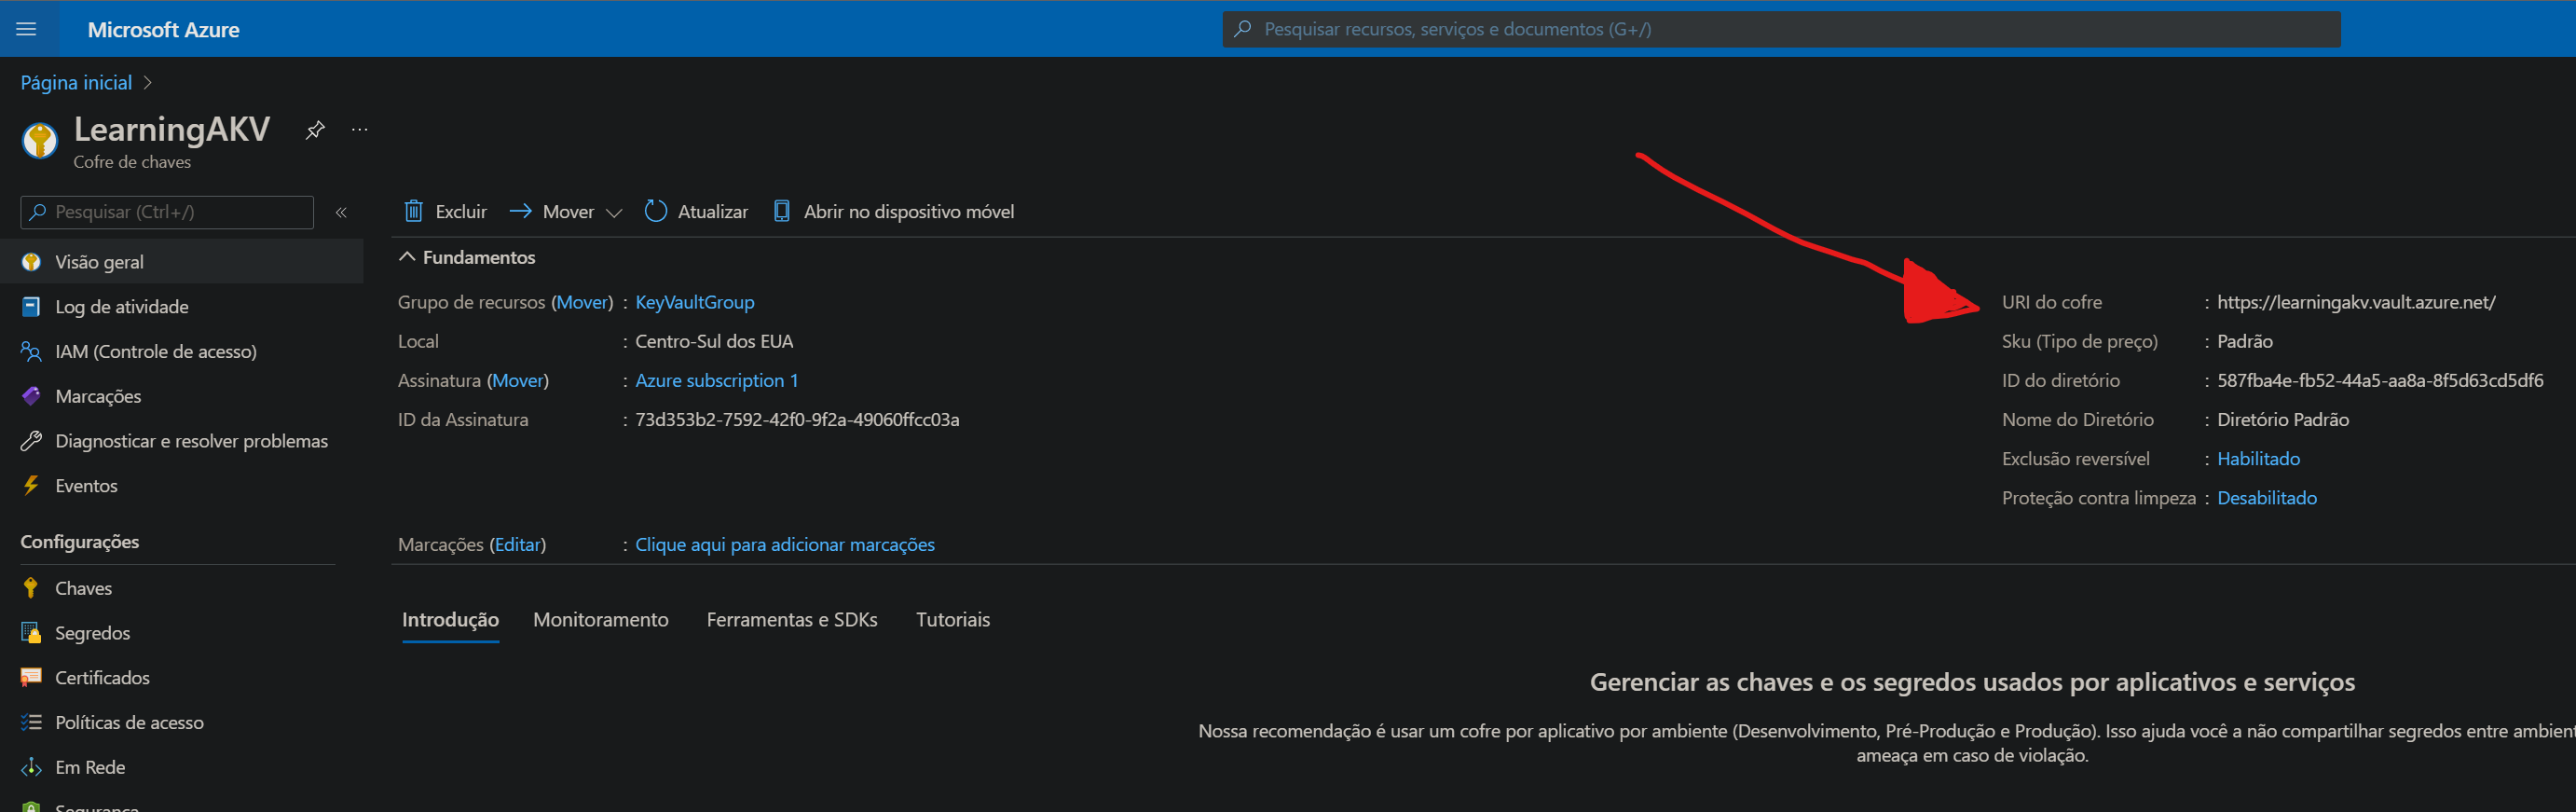 Microsoft Azure
Pesquisar recursos, serviços e documentos (G+/)
Página inicial
LearningAKV
Cofre de chaves
Pesquisar (Ctrl+/)
Visão geral
Log de atividade
IAM (Controle de acesso)
Marcações
Diagnosticar e resolver problemas
Eventos
Configurações
Chaves
Segredos
Certificados
Políticas de acesso
Em Rede
Segurança
Excluir Mover Atualizar Abrir no dispositivo móvel
Fundamentos
Grupo de recursos (Mover) : KeyVaultGroup
Local : Centro-Sul dos EUA
Assinatura (Mover) : Azure subscription 1
ID da Assinatura : 73d353b2-7592-42f0-9f2a-49060ffcc03a
URI do cofre : https://learningakv.vault.azure.net/
Sku (Tipo de preço) : Padrão
ID do diretório : 587fba4e-fb52-44a5-aa8a-8f5d63cd5df6
Nome do Diretório : Diretório Padrão
Exclusão reversível : Habilitado
Proteção contra limpeza : Desabilitado
Marcações (Editar) : Clique aqui para adicionar marcações
Introdução Monitoramento Ferramentas e SDKs Tutoriais
Gerenciar as chaves e os segredos usados por aplicativos e serviços
Nossa recomendação é usar um cofre por aplicativo por ambiente (Desenvolvimento, Pré-Produção e Produção). Isso ajuda você a não compartilhar segredos entre ambient
ameaça em caso de violação.